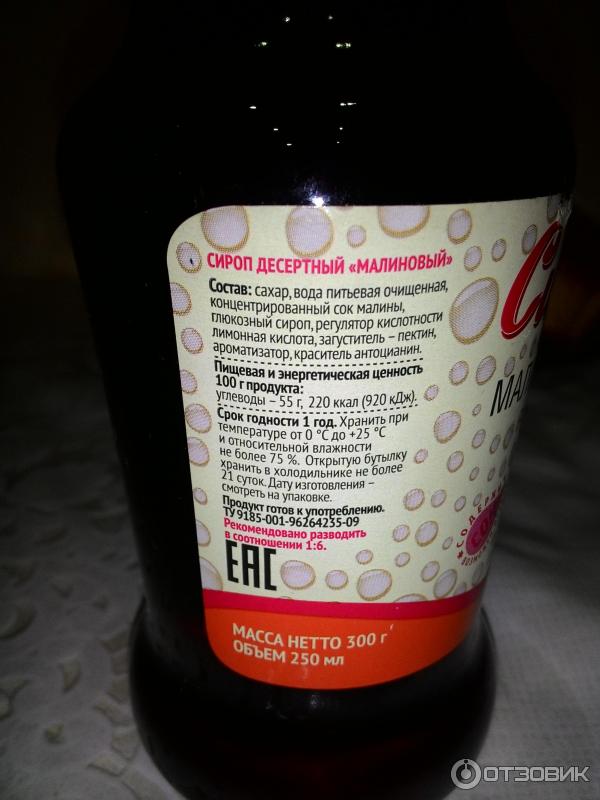 СИРОП ДЕСЕРТНЫЙ «МАЛИНОВЫЙ»
Состав: сахар, вода питьевая очищенная,
концентрированный сок малины,
глюкозный сироп, регулятор кислотности
лимонная кислота, загуститель – пектин,
ароматизатор, краситель антоцианин.
Пищевая и энергетическая ценность
100 г продукта:
углеводы – 55 г, 220 ккал (920 кДж).
Срок годности 1 год. Хранить при
температуре от 0 °С до +25 °С
и относительной влажности
не более 75 %. Открытую бутылку
хранить в холодильнике не более
21 суток. Дату изготовления –
смотреть на упаковке.
Продукт готов к употреблению.
ТУ 9185-001-96264235-09
Рекомендовано разводить
в соотношении 1:6.
ЕАС
МАССА НЕТТО 300 г
ОБЪЕМ 250 мл
ОТЗОВИК